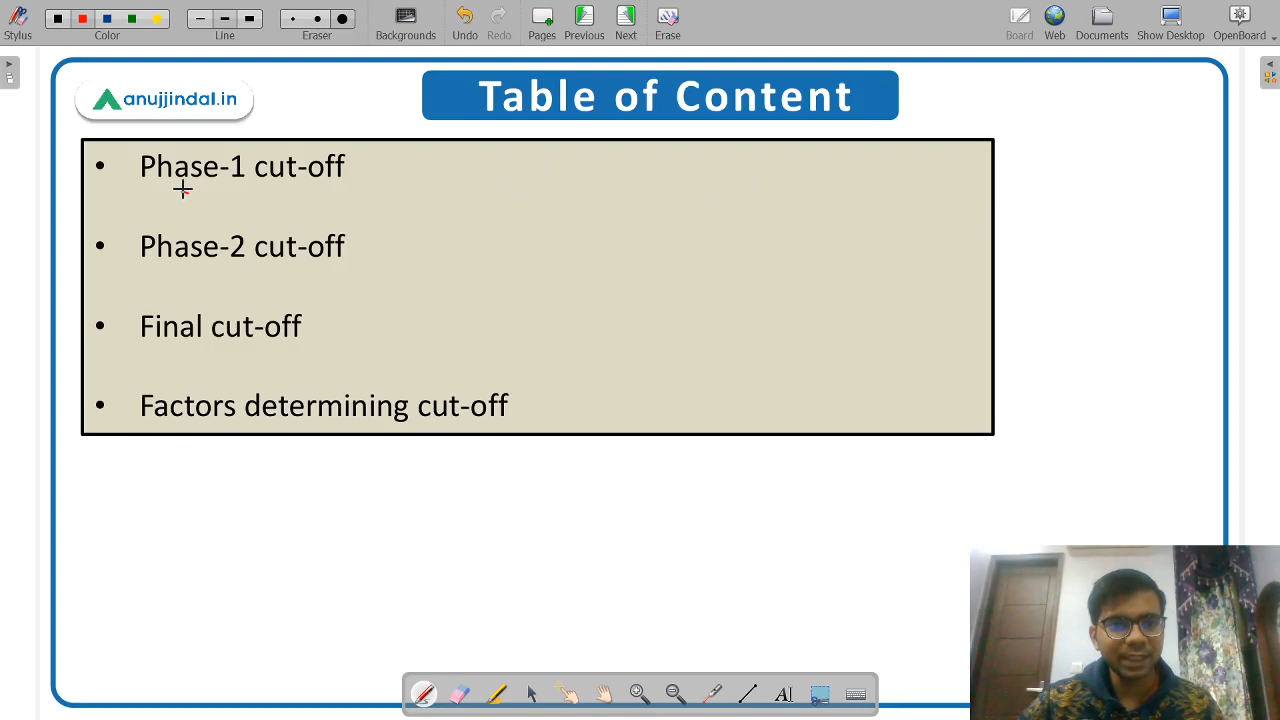 Stylus
Color
Line
Eraser
Backgrounds
Undo
Redo
Pages
Previous
Next
Erase
Board
Web
Documents
Show Desktop
OpenBoard
anujjindal.in
Table of Content
• Phase-1 cut-off
• Phase-2 cut-off
• Final cut-off
• Factors determining cut-off